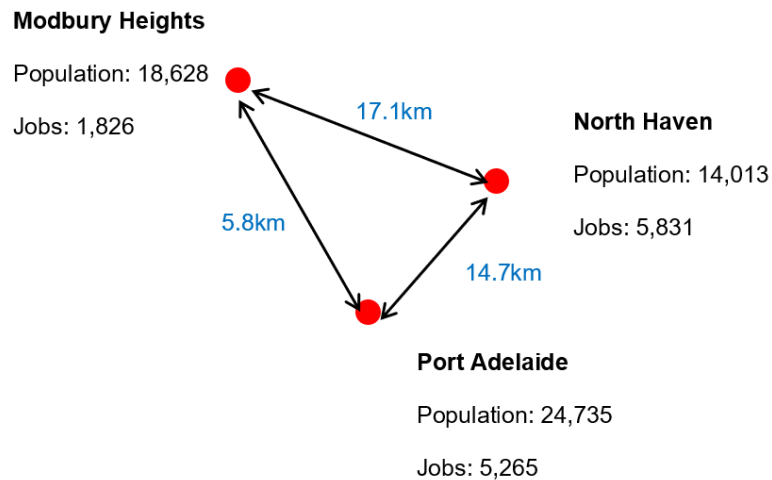 Modbury Heights
Population: 18,628
Jobs: 1,826
17.1km
North Haven
Population: 14,013
Jobs: 5,831
5.8km
14.7km
Port Adelaide
Population: 24,735
Jobs: 5,265